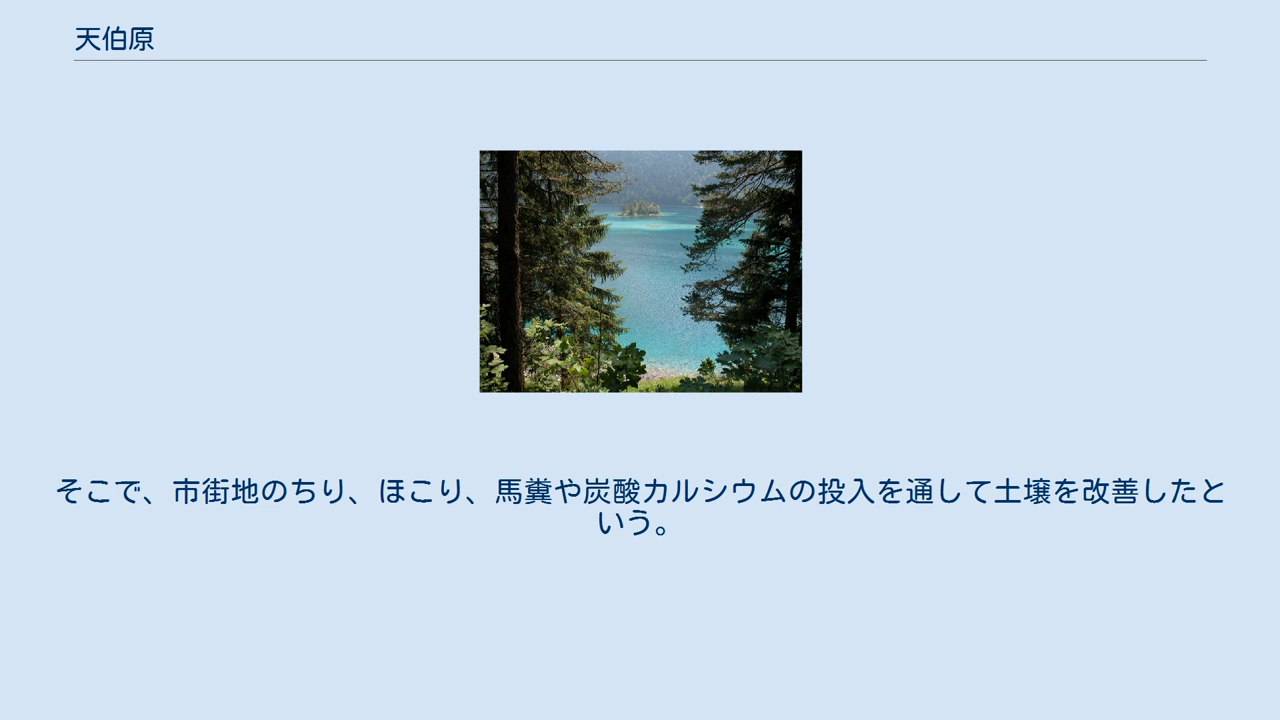 天伯原
そこで、市街地のちり、ほこり、馬糞や炭酸カルシウムの投入を通して土壌を改善したと
いう。